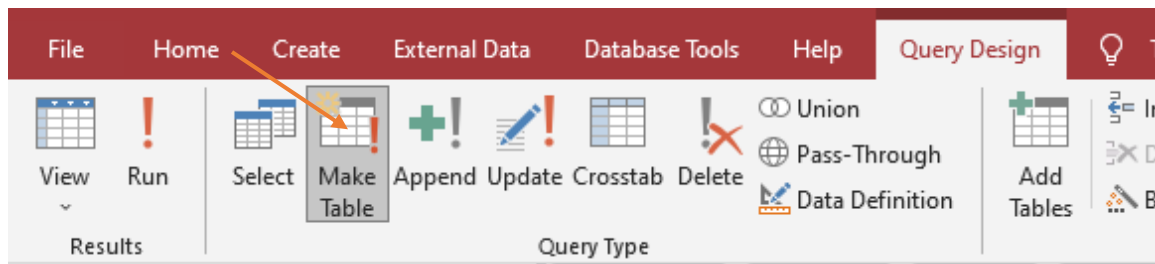 File Home Create External Data Database Tools Help Query Design
View Run Select Make Table Append Update Crosstab Delete
Union
Pass-Through
Data Definition
Add Tables
Results Query Type